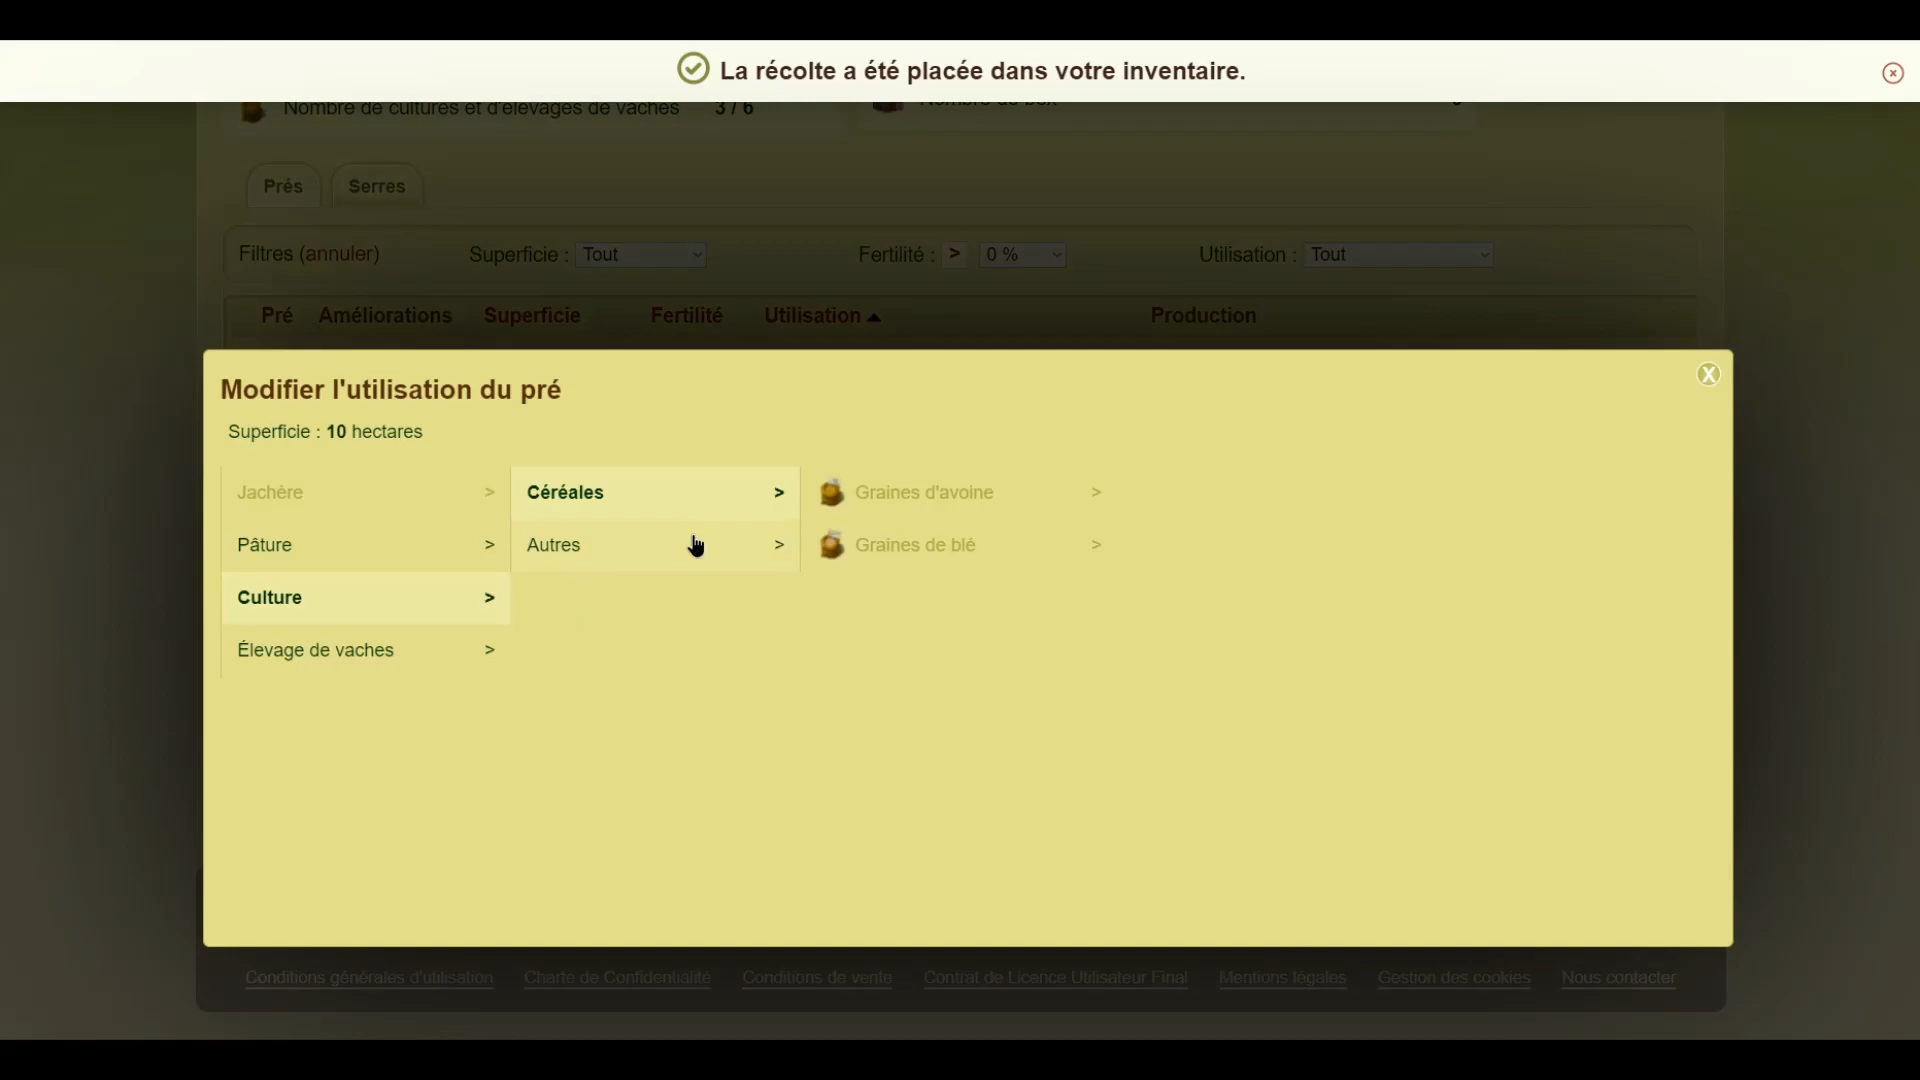 La récolte a été placée dans votre inventaire.
Nombre de cultures et d'élevages de vaches 3 / 6
Nombre de box
Prés Serres
Filtres (annuler) Superficie : Tout Fertilité : > 0 % Utilisation : Tout
Pré Améliorations Superficie Fertilité Utilisation Production
Modifier l'utilisation du pré
X
Superficie : 10 hectares
Jachère > Céréales > Graines d'avoine >
Pâture > Autres > Graines de blé >
Culture >
Élevage de vaches >
Conditions générales d'utilisation Charte de Confidentialité Conditions de vente Contrat de Licence Utilisateur Final Mentions légales Gestion des cookies Nous contacter